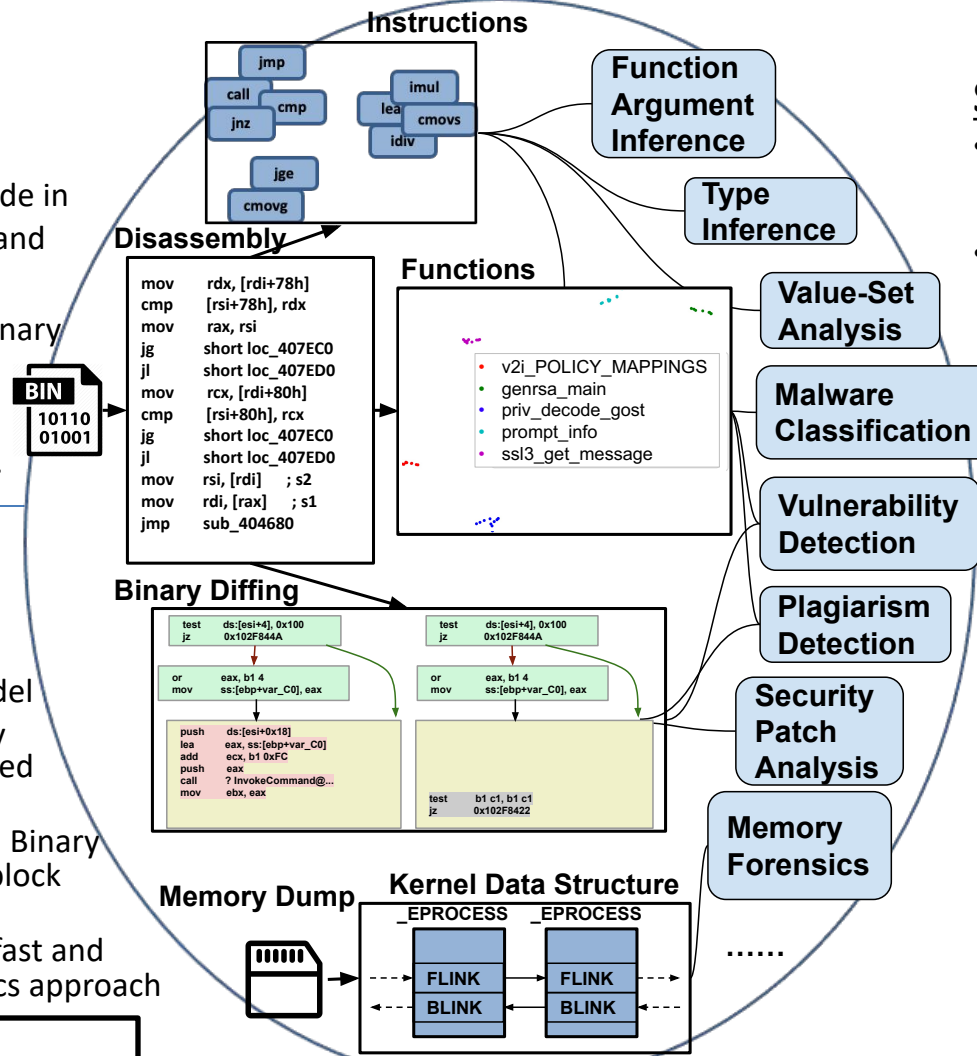 Instructions
jmp
call
cmp
jnz
imul
lea
cmovs
idiv
jge
cmovg
Function
Argument
Inference
Type
Inference
Value-Set
Analysis
Malware
Classification
Vulnerability
Detection
Plagiarism
Detection
Security
Patch
Analysis
Memory
Forensics
......
de in
and
nary
BIN
10110
01001
Disassembly
mov rdx, [rdi+78h]
cmp [rsi+78h], rdx
mov rax, rsi
jg short loc_407EC0
jl short loc_407ED0
mov rcx, [rdi+80h]
cmp [rsi+80h], rcx
jg short loc_407EC0
jl short loc_407ED0
mov rsi, [rdi] ; s2
mov rdi, [rax] ; s1
jmp sub_404680
Functions
v2i_POLICY_MAPPINGS
genrsa_main
priv_decode_gost
prompt_info
ssl3_get_message
Binary Diffing
test ds:[esi+4], 0x100
jz 0x102F844A
or eax, b1 4
mov ss:[ebp+var_C0], eax
push ds:[esi+0x18]
lea eax, ss:[ebp+var_C0]
add ecx, b1 0xFC
push eax
call ? InvokeCommand@...
mov ebx, eax
test ds:[esi+4], 0x100
jz 0x102F844A
or eax, b1 4
mov ss:[ebp+var_C0], eax
test b1 c1, b1 c1
jz 0x102F8422
del
y
ed
Binary
lock
fast and
cs approach
Memory Dump
Kernel Data Structure
_EPROCESS _EPROCESS
FLINK FLINK
BLINK BLINK